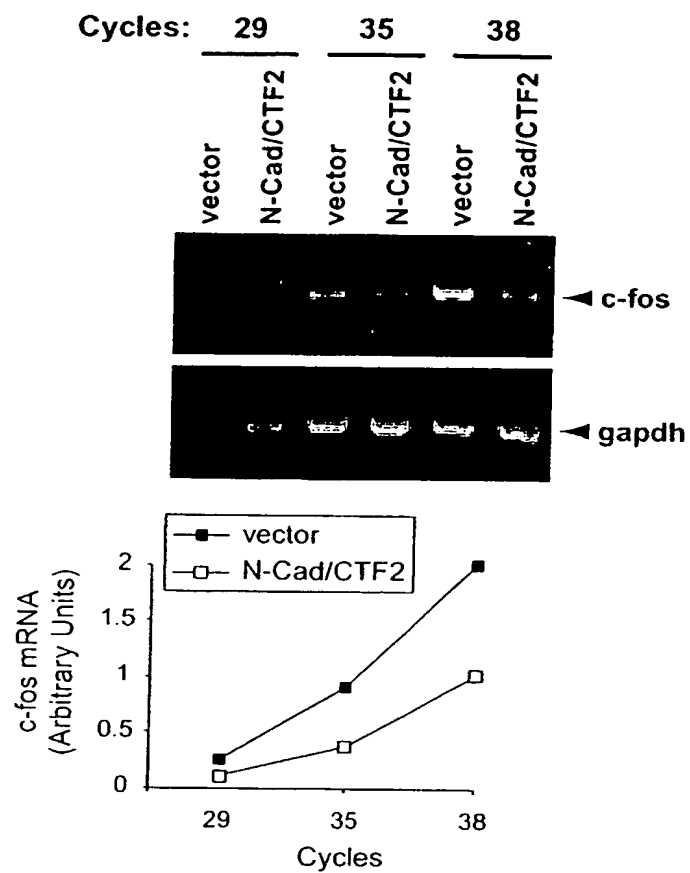 Cycles: 29 35 38
vector N-Cad/CTF2 vector N-Cad/CTF2 vector N-Cad/CTF2
c-fos
gapdh
vector
N-Cad/CTF2
c-fos mRNA
(Arbitrary Units)
2
1.5
1
0.5
0
29 35 38
Cycles